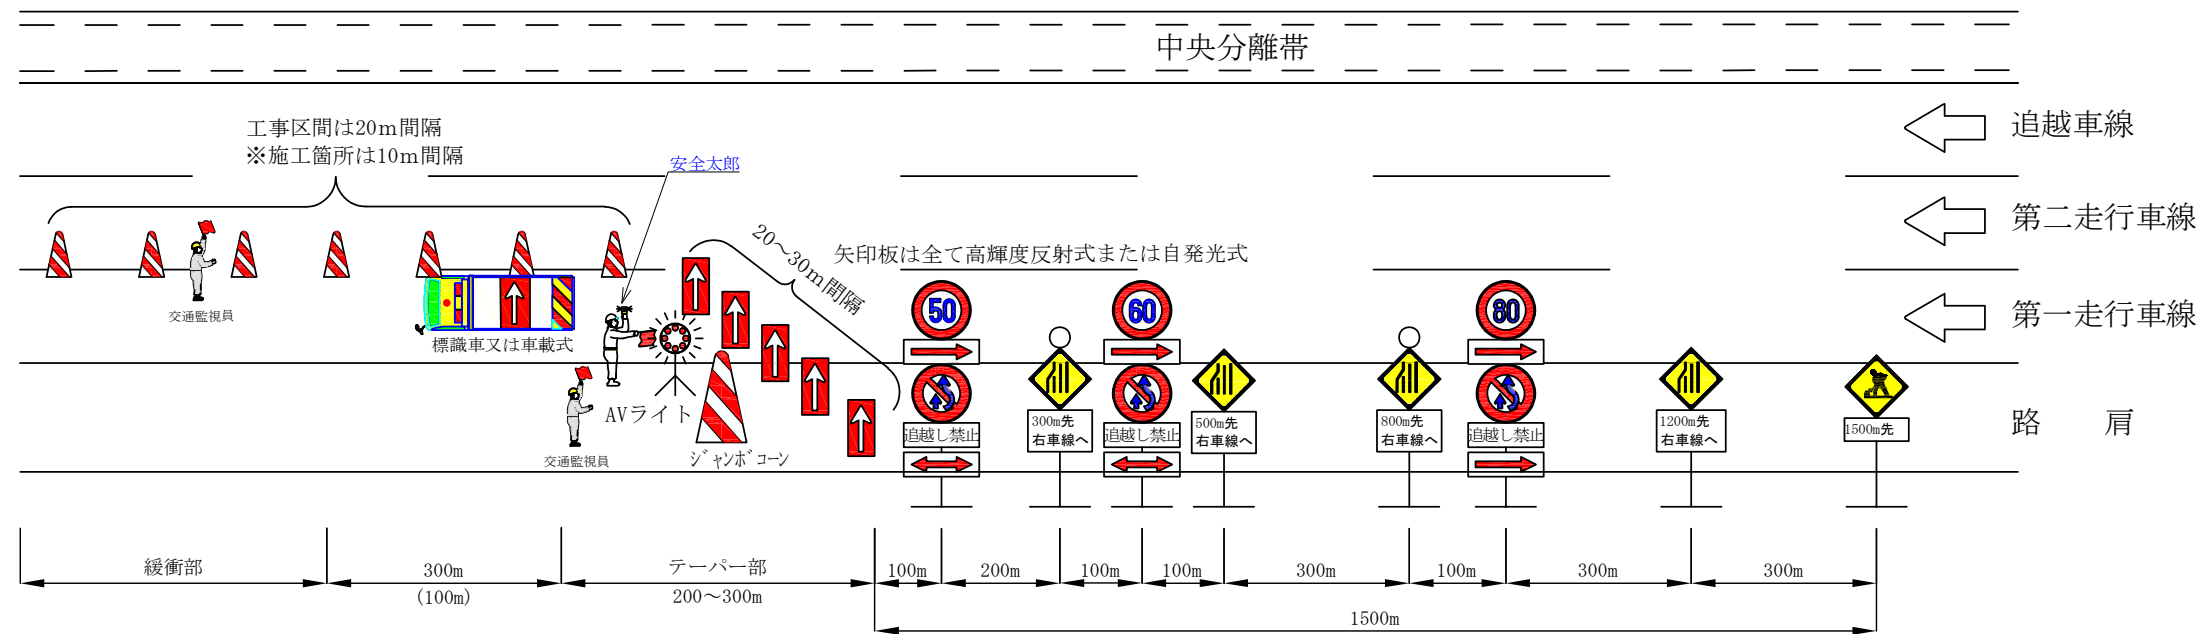 中央分離帯
追越車線
工事区間は20m間隔
※施工箇所は10m間隔
安全太郎
第二走行車線
20～30m間隔
矢印板は全て高輝度反射式または自発光式
交通監視員
標識車又は車載式
第一走行車線
50
60
80
交通監視員
AVライト
ジャンボコーン
追越し禁止
300m先
右車線へ
追越し禁止
500m先
右車線へ
800m先
右車線へ
追越し禁止
1200m先
右車線へ
1500m先
路 肩
緩衝部
300m
(100m)
テーパー部
200～300m
100m
200m
100m
100m
300m
100m
300m
300m
1500m